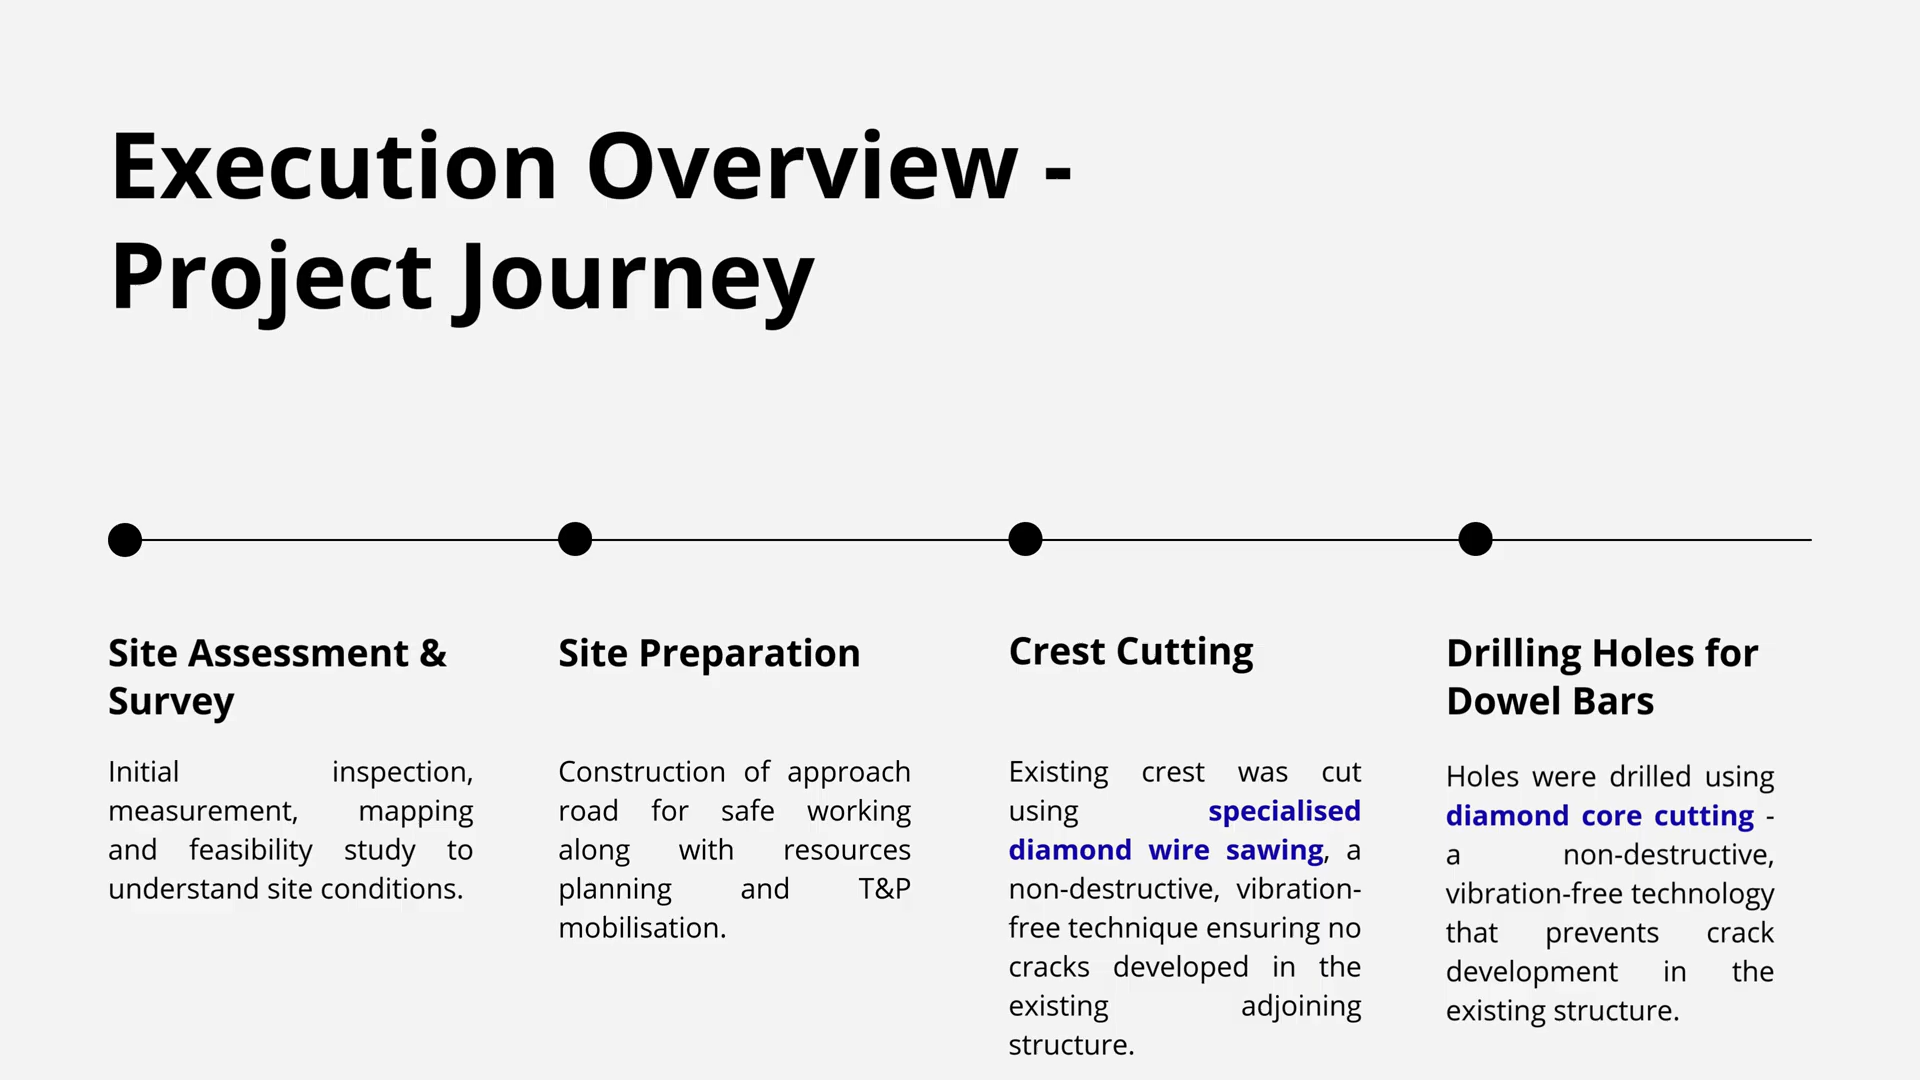 Execution Overview -
Project Journey
Site Assessment &
Survey
Initial inspection,
measurement, mapping
and feasibility study to
understand site conditions.
Site Preparation
Construction of approach
road for safe working
along with resources
planning and T&P
mobilisation.
Crest Cutting
Existing crest was cut
using specialised
diamond wire sawing, a
non-destructive, vibration-
free technique ensuring no
cracks developed in the
existing adjoining
structure.
Drilling Holes for
Dowel Bars
Holes were drilled using
diamond core cutting -
a non-destructive,
vibration-free technology
that prevents crack
development in the
existing structure.